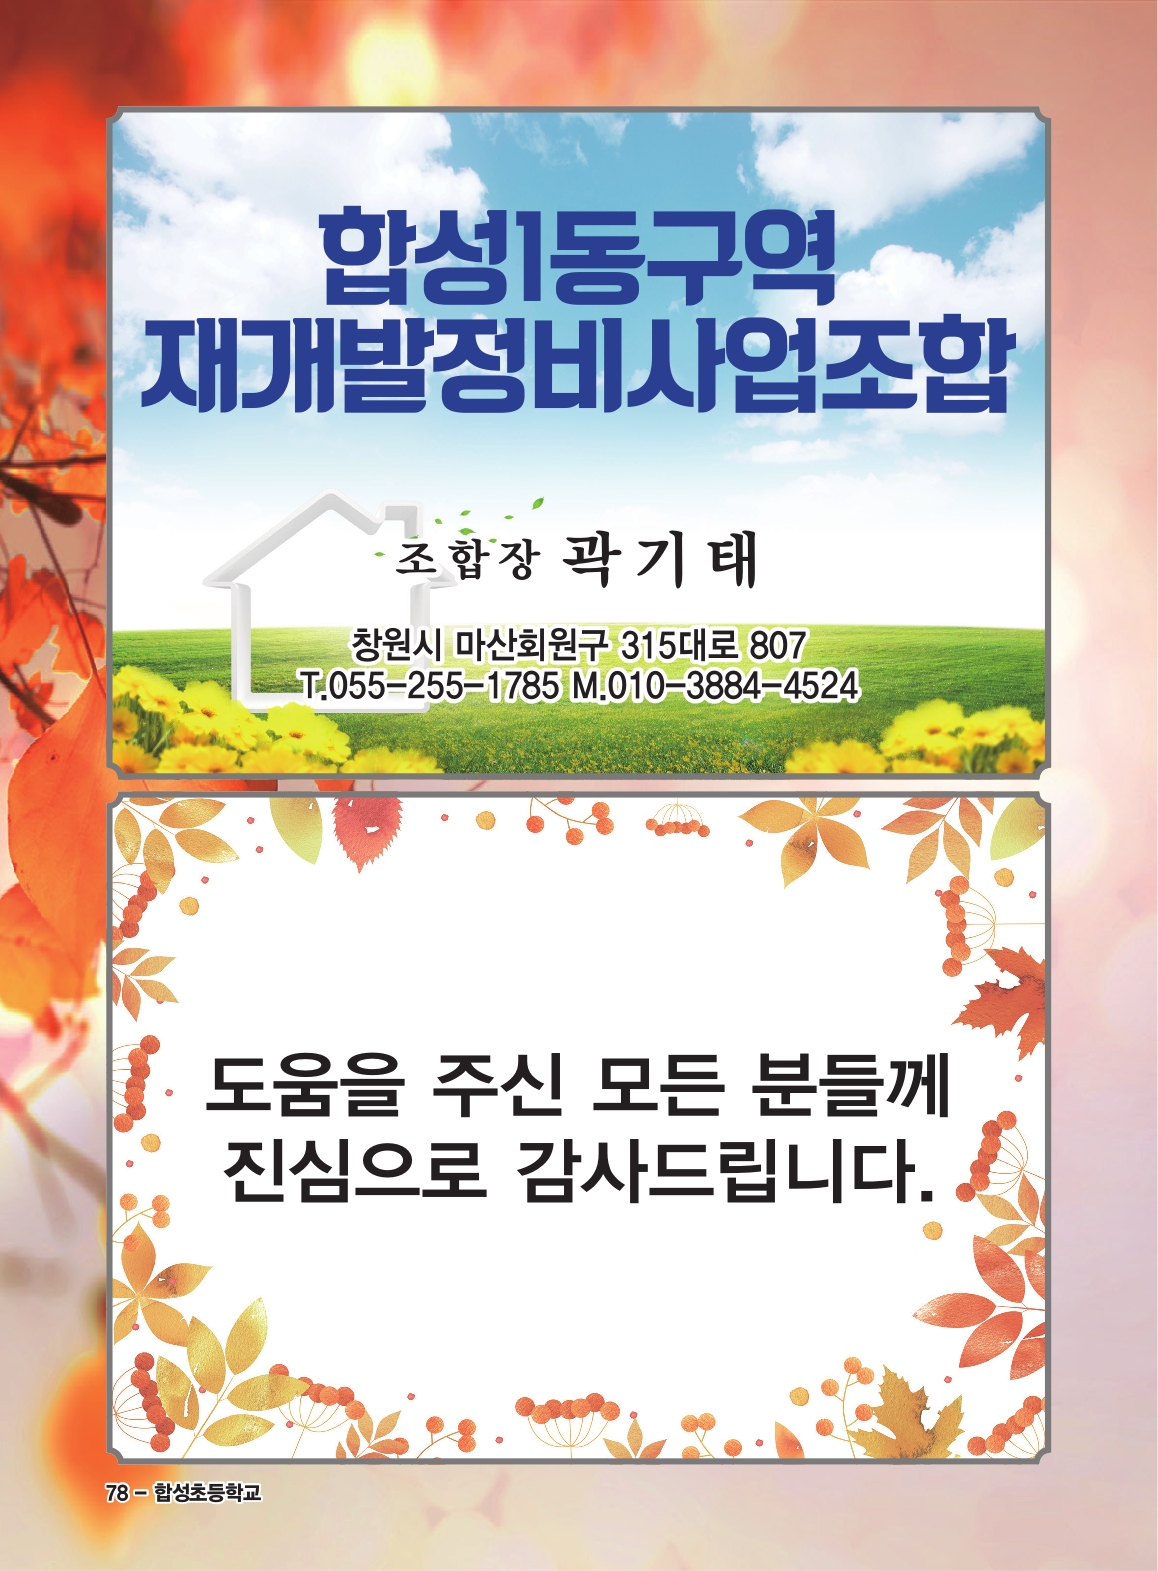 합성1동구역
재개발정비사업조합
조합장 곽기태
창원시 마산회원구 315대로 807
T.055-255-1785 M.010-3884-4524
도움을 주신 모든 분들께
진심으로 감사드립니다.
78 - 합성초등학교